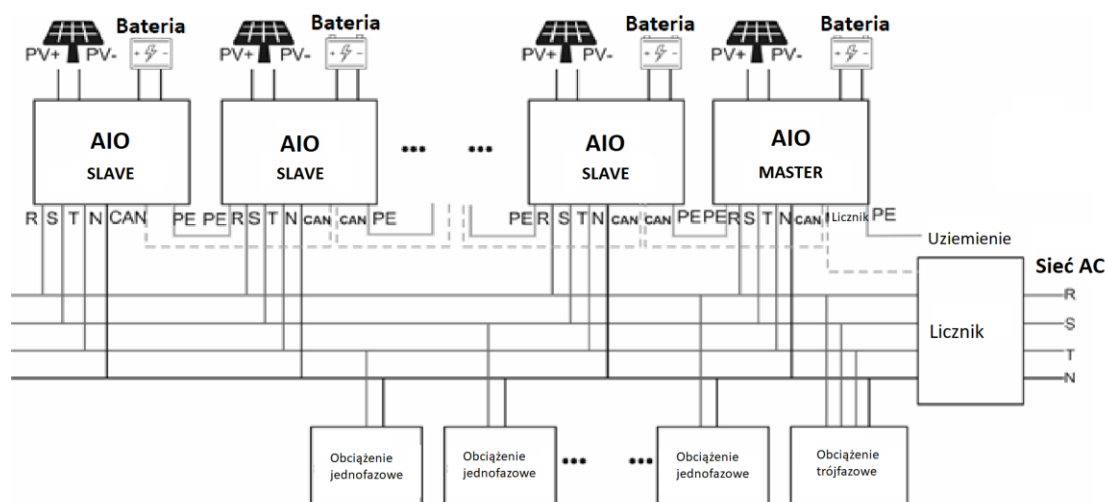 Bateria Bateria Bateria Bateria
PV+ PV- PV+ PV- PV+ PV- PV+ PV-
AIO AIO AIO AIO
SLAVE SLAVE SLAVE MASTER
R S T N CAN PE PE R S T N CAN CAN PE PE R S T N CAN CAN PE PE R S T N CAN Licznik PE
Uziemienie
Sieć AC
R
S
Licznik
T
N
Obciążenie Obciążenie Obciążenie Obciążenie
jednofazowe jednofazowe jednofazowe trójfazowe